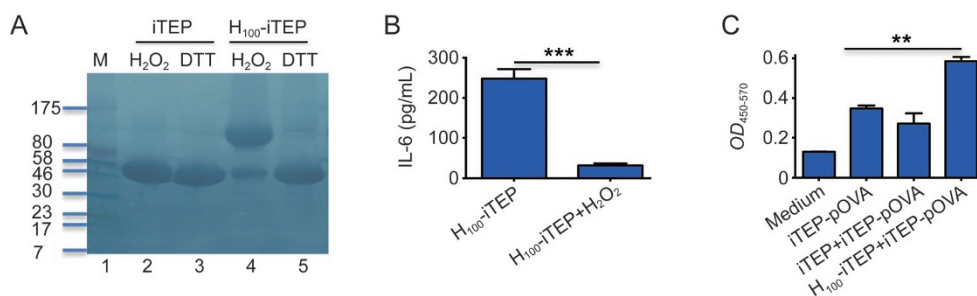 A
iTEP H₁₀₀-iTEP
M H₂O₂ DTT H₂O₂ DTT
175
80
58
46
30
23
17
7
1 2 3 4 5
B
***
IL-6 (pg/mL)
300
200
100
0
H₁₀₀-iTEP
H₁₀₀-iTEP+H₂O₂
C
**
OD₄₅₀₋₅₇₀
0.6
0.4
0.2
0
Medium
iTEP-pOVA
iTEP+iTEP-pOVA
H₁₀₀-iTEP+iTEP-pOVA